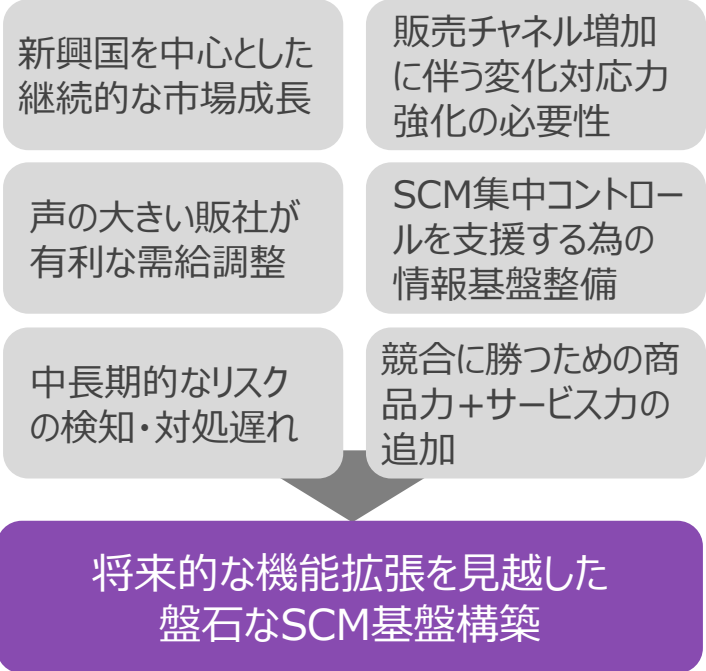 新興国を中心とした
継続的な市場成長
販売チャネル増加
に伴う変化対応力
強化の必要性
声の大きい販社が
有利な需給調整
SCM集中コントロー
ルを支援する為の
情報基盤整備
中長期的なリスク
の検知・対処遅れ
競合に勝つための商
品力+サービス力の
追加
将来的な機能拡張を見越した
盤石なSCM基盤構築